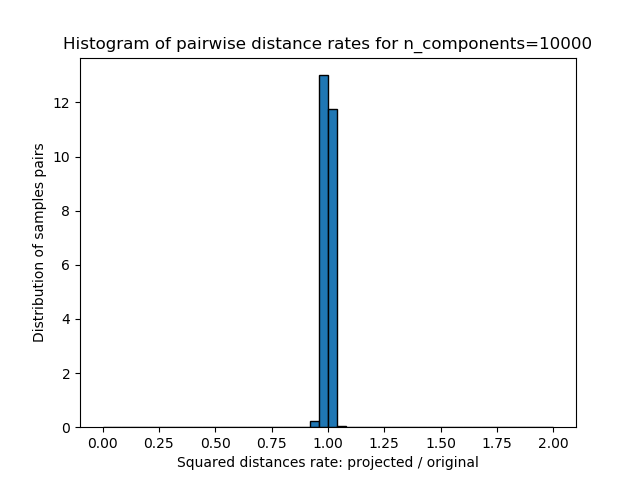 Histogram of pairwise distance rates for n_components=10000
Distribution of samples pairs
12
10
8
6
4
2
0
0.00 0.25 0.50 0.75 1.00 1.25 1.50 1.75 2.00
Squared distances rate: projected / original